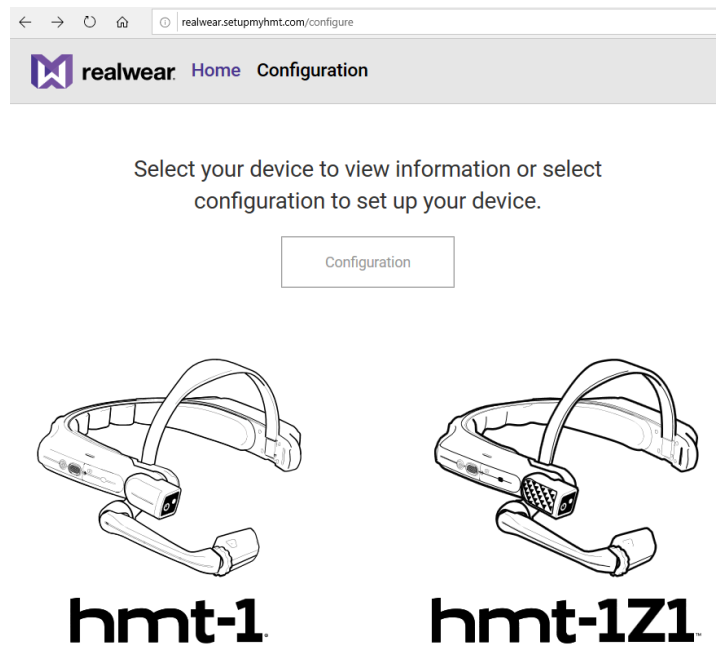 realwear.setupmyhmt.com/configure
realwear. Home Configuration
Select your device to view information or select
configuration to set up your device.
Configuration
hmt-1
hmt-1Z1™